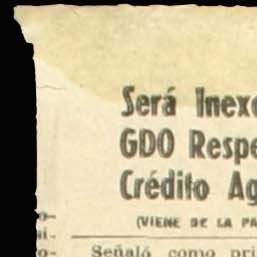 Será Inexo
GDO Respe
Crédito Ag
(VIENE DE LA PA
Señaló como pri